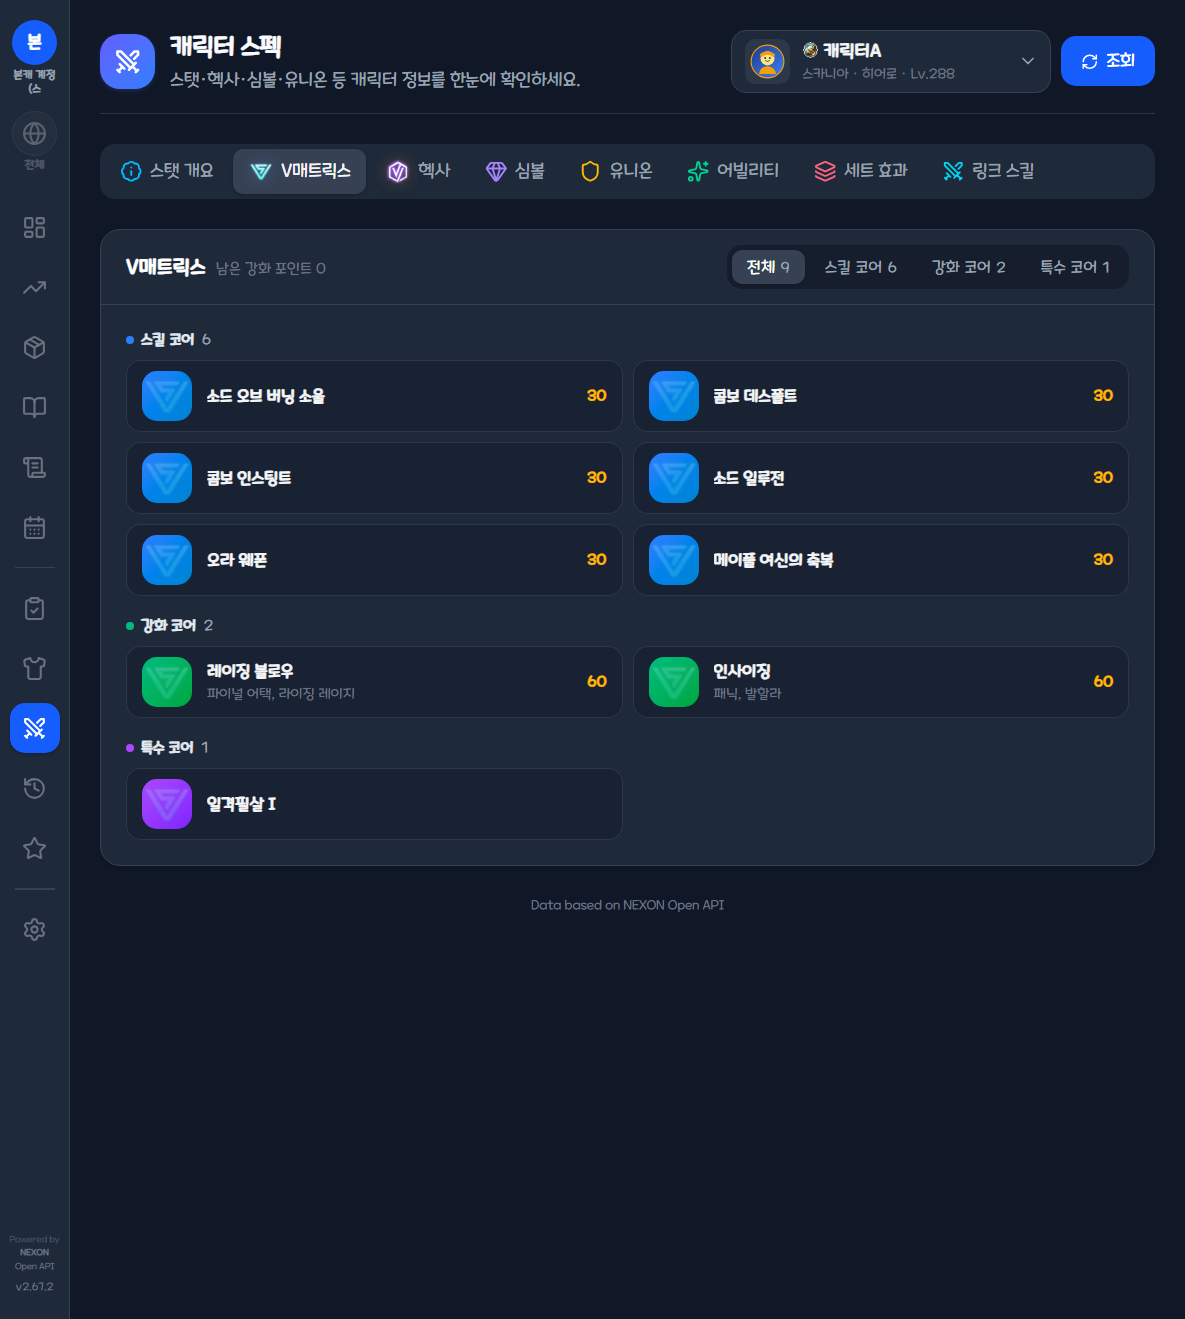 본
본캐 계정
(스
전체
Powered by
NEXON
Open API
v2.67.2
캐릭터 스펙
스탯·헥사·심볼·유니온 등 캐릭터 정보를 한눈에 확인하세요.
캐릭터A
스카니아 · 히어로 · Lv.288
조회
스탯 개요
V매트릭스
헥사
심볼
유니온
어빌리티
세트 효과
링크 스킬
V매트릭스 남은 강화 포인트 0
전체 9
스킬 코어 6
강화 코어 2
특수 코어 1
스킬 코어 6
소드 오브 버닝 소울 30
콤보 데스폴트 30
콤보 인스팅트 30
소드 일루전 30
오라 웨폰 30
메이플 여신의 축복 30
강화 코어 2
레이징 블로우 60
파이널 어택, 라이징 레이지
인사이징 60
패닉, 발할라
특수 코어 1
일격필살 I
Data based on NEXON Open API